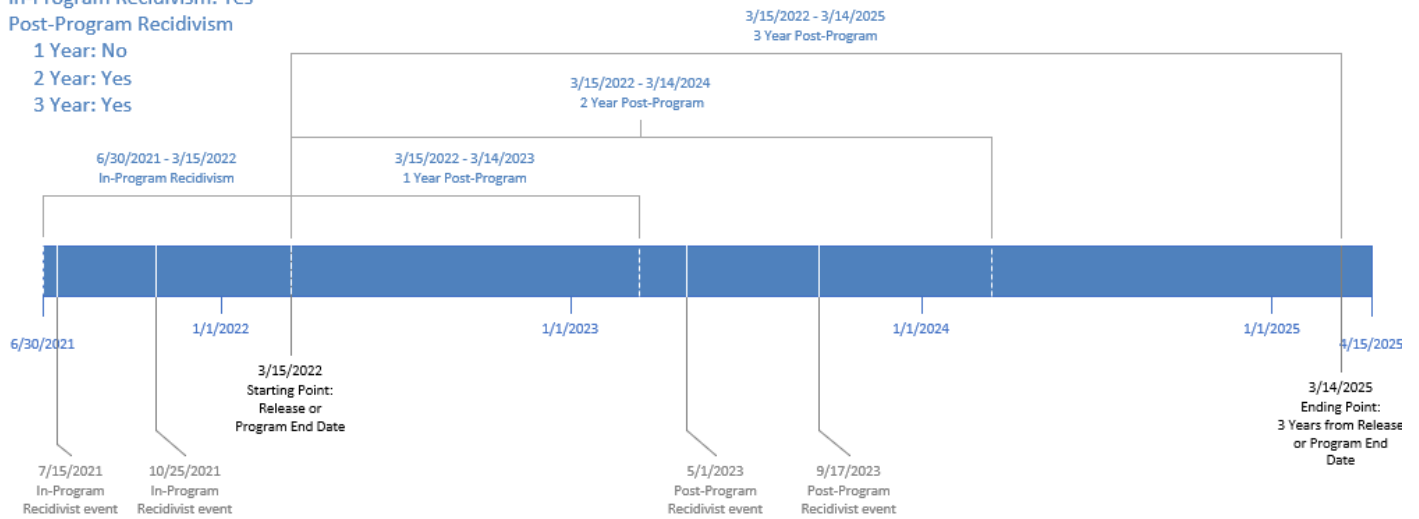 In-Program Recidivism: Yes
Post-Program Recidivism
1 Year: No
2 Year: Yes
3 Year: Yes
3/15/2022 - 3/14/2025
3 Year Post-Program
3/15/2022 - 3/14/2024
2 Year Post-Program
6/30/2021 - 3/15/2022
In-Program Recidivism
3/15/2022 - 3/14/2023
1 Year Post-Program
6/30/2021
1/1/2022
1/1/2023
1/1/2024
1/1/2025
4/15/2025
3/15/2022
Starting Point:
Release or
Program End Date
3/14/2025
Ending Point:
3 Years from Release
or Program End
Date
7/15/2021
In-Program
Recidivist event
10/25/2021
In-Program
Recidivist event
5/1/2023
Post-Program
Recidivist event
9/17/2023
Post-Program
Recidivist event